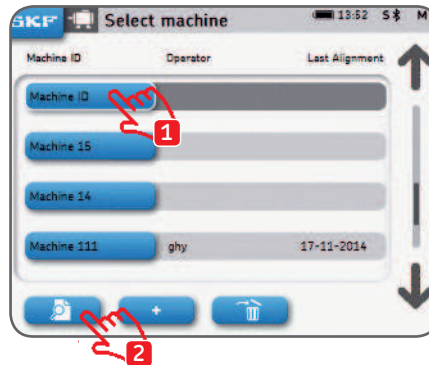 SKF Select machine 13:52 S M
Machine ID Operator Last Alignment
Machine ID
1
Machine 15
Machine 14
Machine 111 ghy 17-11-2014
+
2